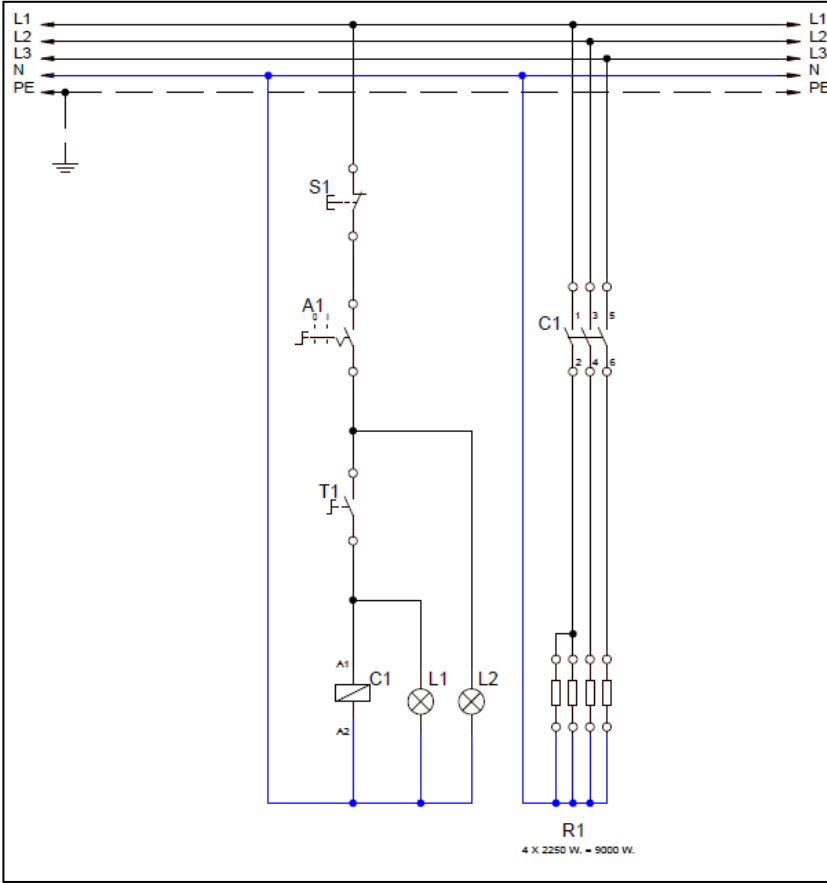 L1 L1
L2 L2
L3 L3
N N
PE PE
S1
A1
0 I
C1
1 3 5
2 4 6
T1
A1
C1 L1 L2
A2
R1
4 X 2250 W. = 9000 W.